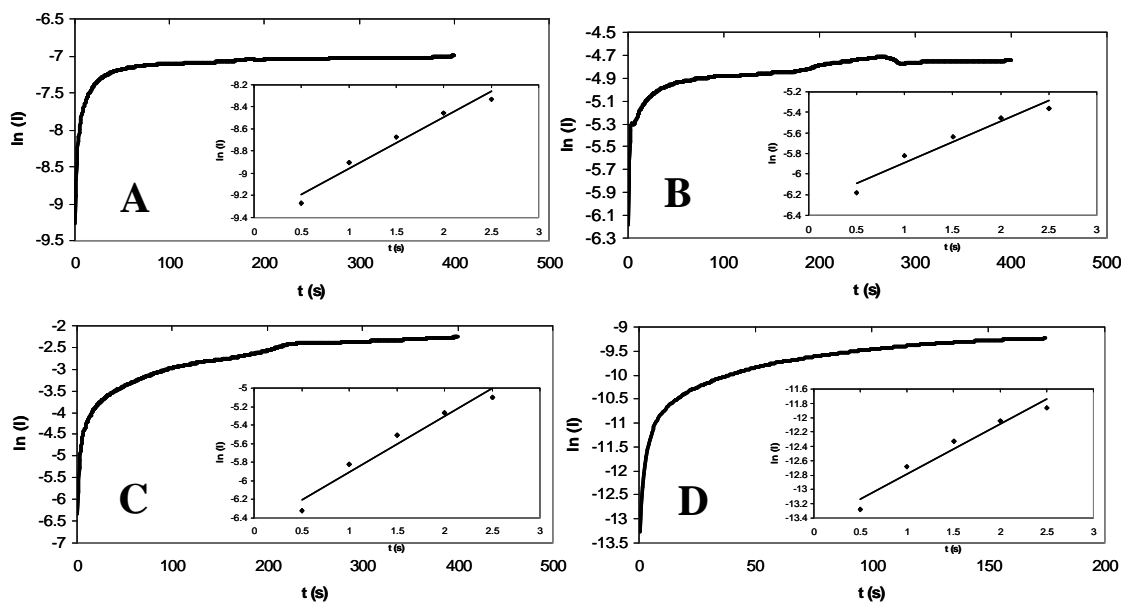 -6.5
-7
-7.5
-8
-8.5
-9
-9.5
ln (I)
0 100 200 300 400 500
t (s)
A
-8.2
-8.4
-8.6
-8.8
-9
-9.2
-9.4
ln (I)
0 0.5 1 1.5 2 2.5 3
t (s)
-4.5
-4.7
-4.9
-5.1
-5.3
-5.5
-5.7
-5.9
-6.1
-6.3
ln (I)
0 100 200 300 400 500
t (s)
B
-5.2
-5.4
-5.6
-5.8
-6
-6.2
-6.4
ln (I)
0 0.5 1 1.5 2 2.5 3
t (s)
-2
-2.5
-3
-3.5
-4
-4.5
-5
-5.5
-6
-6.5
-7
ln (I)
0 100 200 300 400 500
t (s)
C
-5
-5.2
-5.4
-5.6
-5.8
-6
-6.2
-6.4
ln (I)
0 0.5 1 1.5 2 2.5 3
t (s)
-9
-9.5
-10
-10.5
-11
-11.5
-12
-12.5
-13
-13.5
ln (I)
0 50 100 150 200
t (s)
D
-11.6
-11.8
-12
-12.2
-12.4
-12.6
-12.8
-13
-13.2
-13.4
ln (I)
0 0.5 1 1.5 2 2.5 3
t (s)